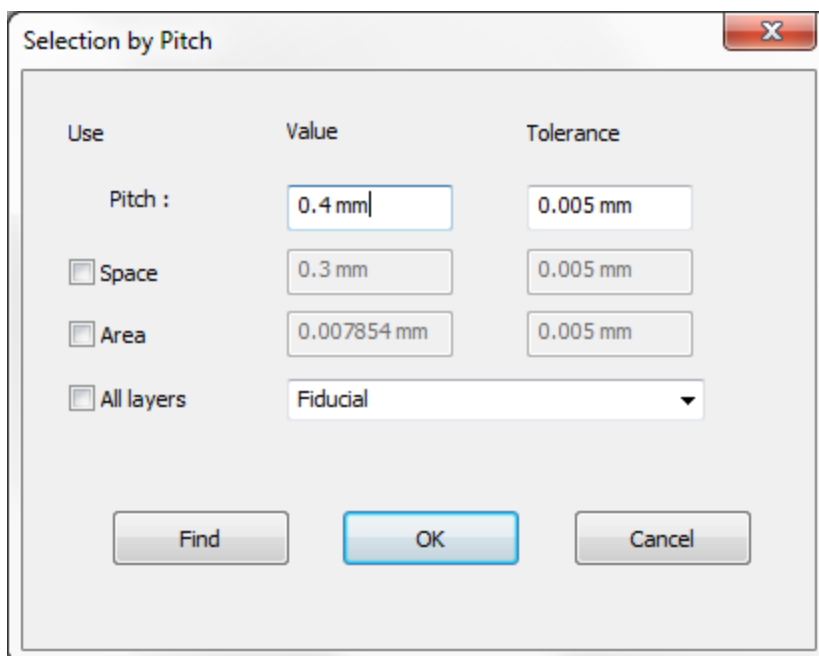 Selection by Pitch
Use Value Tolerance
Pitch : 0.4 mm 0.005 mm
Space 0.3 mm 0.005 mm
Area 0.007854 mm 0.005 mm
All layers Fiducial
Find OK Cancel